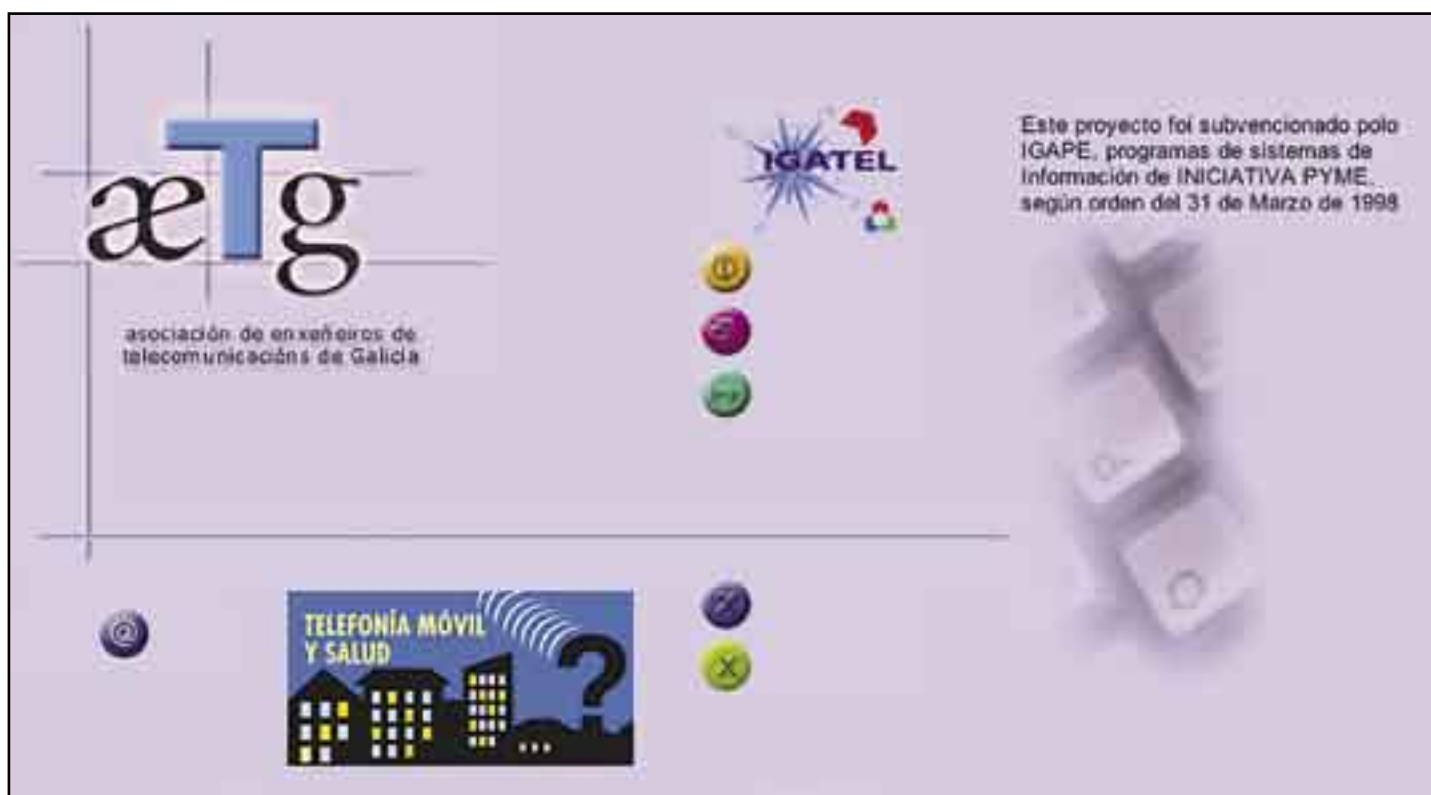 æTg
asociación de enxeñeiros de
telecomunicacións de Galicia
IGATEL
Este proyecto foi subvencionado polo
IGAPE, programas de sistemas de
Información de INICIATIVA PYME,
según orden del 31 de Marzo de 1998
@
TELEFONÍA MÓVIL
Y SALUD
?
X